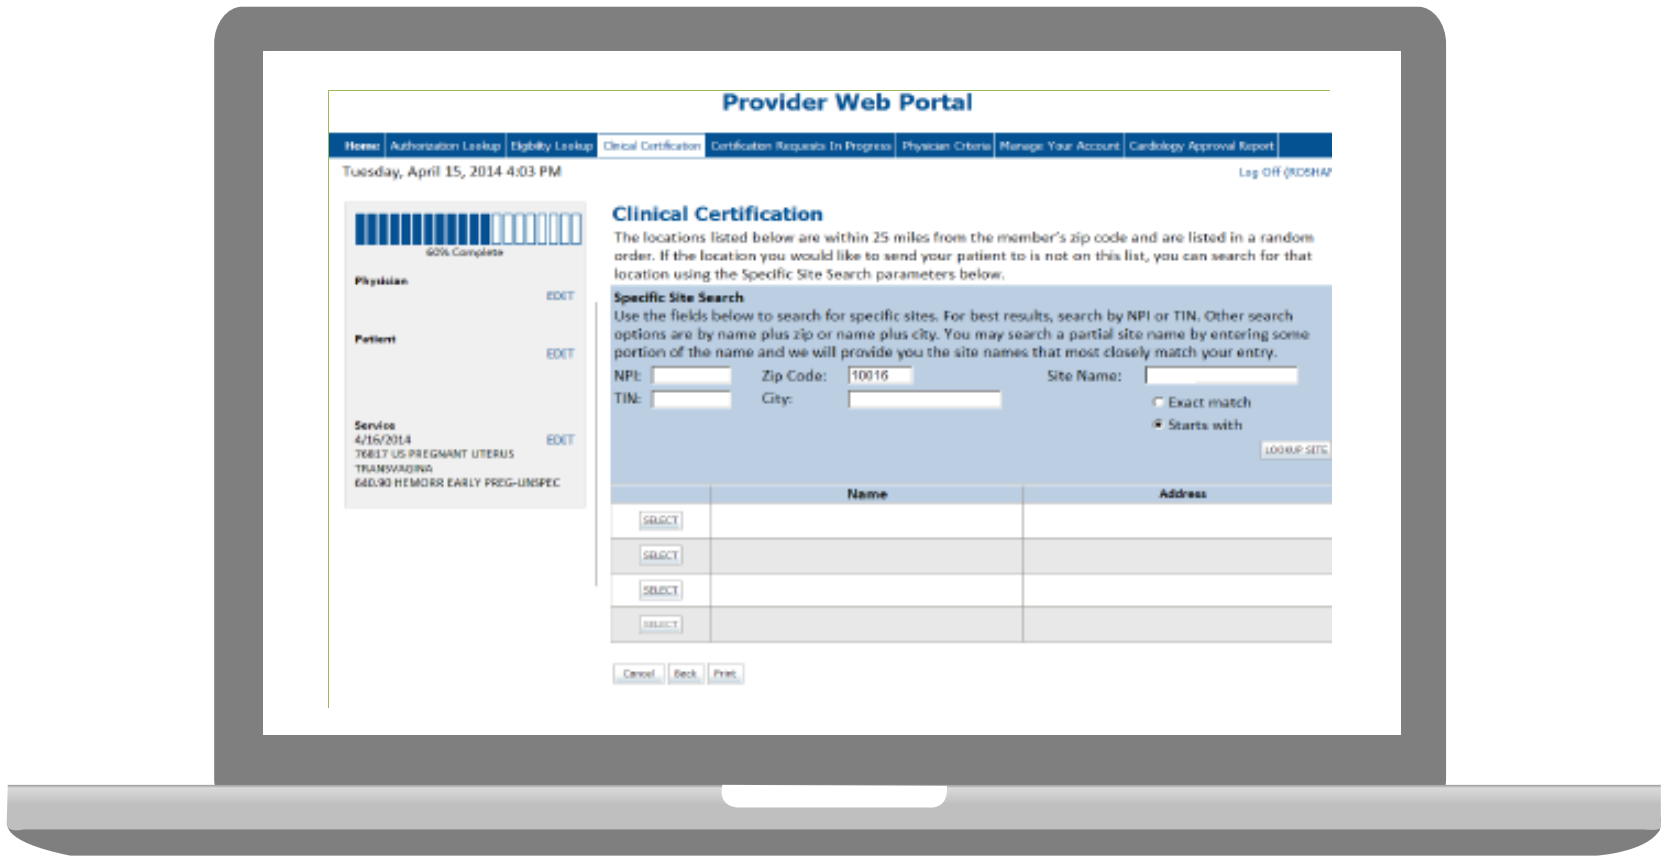 Provider Web Portal
Home Authorization Lookup Eligibility Lookup Clinical Certification Certification Requests In Progress Physician Criteria Manage Your Account Cardiology Approval Report
Tuesday, April 15, 2014 4:03 PM
Log Off (ROSHAN
60% Complete
Physician
EDIT
Patient
EDIT
Service
4/16/2014 EDIT
76817 US PREGNANT UTERUS
TRANSVAGINA
640.90 HEMORR EARLY PREG-UNSPEC
Clinical Certification
The locations listed below are within 25 miles from the member's zip code and are listed in a random
order. If the location you would like to send your patient to is not on this list, you can search for that
location using the Specific Site Search parameters below.
Specific Site Search
Use the fields below to search for specific sites. For best results, search by NPI or TIN. Other search
options are by name plus zip or name plus city. You may search a partial site name by entering some
portion of the name and we will provide you the site names that most closely match your entry.
NPI: Zip Code: 10016 Site Name:
TIN: City:
Exact match
Starts with
LOOKUP SITE
Name Address
SELECT
SELECT
SELECT
SELECT
Cancel Back Print